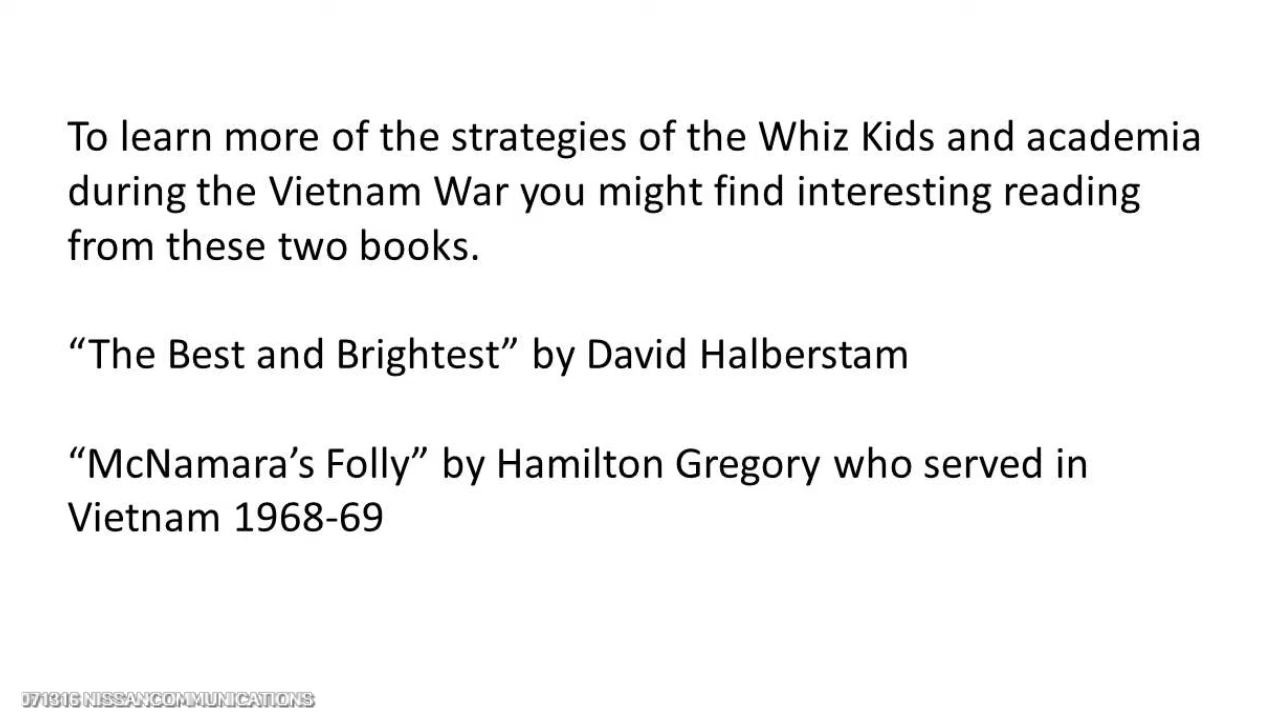 To learn more of the strategies of the Whiz Kids and academia
during the Vietnam War you might find interesting reading
from these two books.
“The Best and Brightest” by David Halberstam
“McNamara’s Folly” by Hamilton Gregory who served in
Vietnam 1968-69
071316 NISSANCOMMUNICATIONS